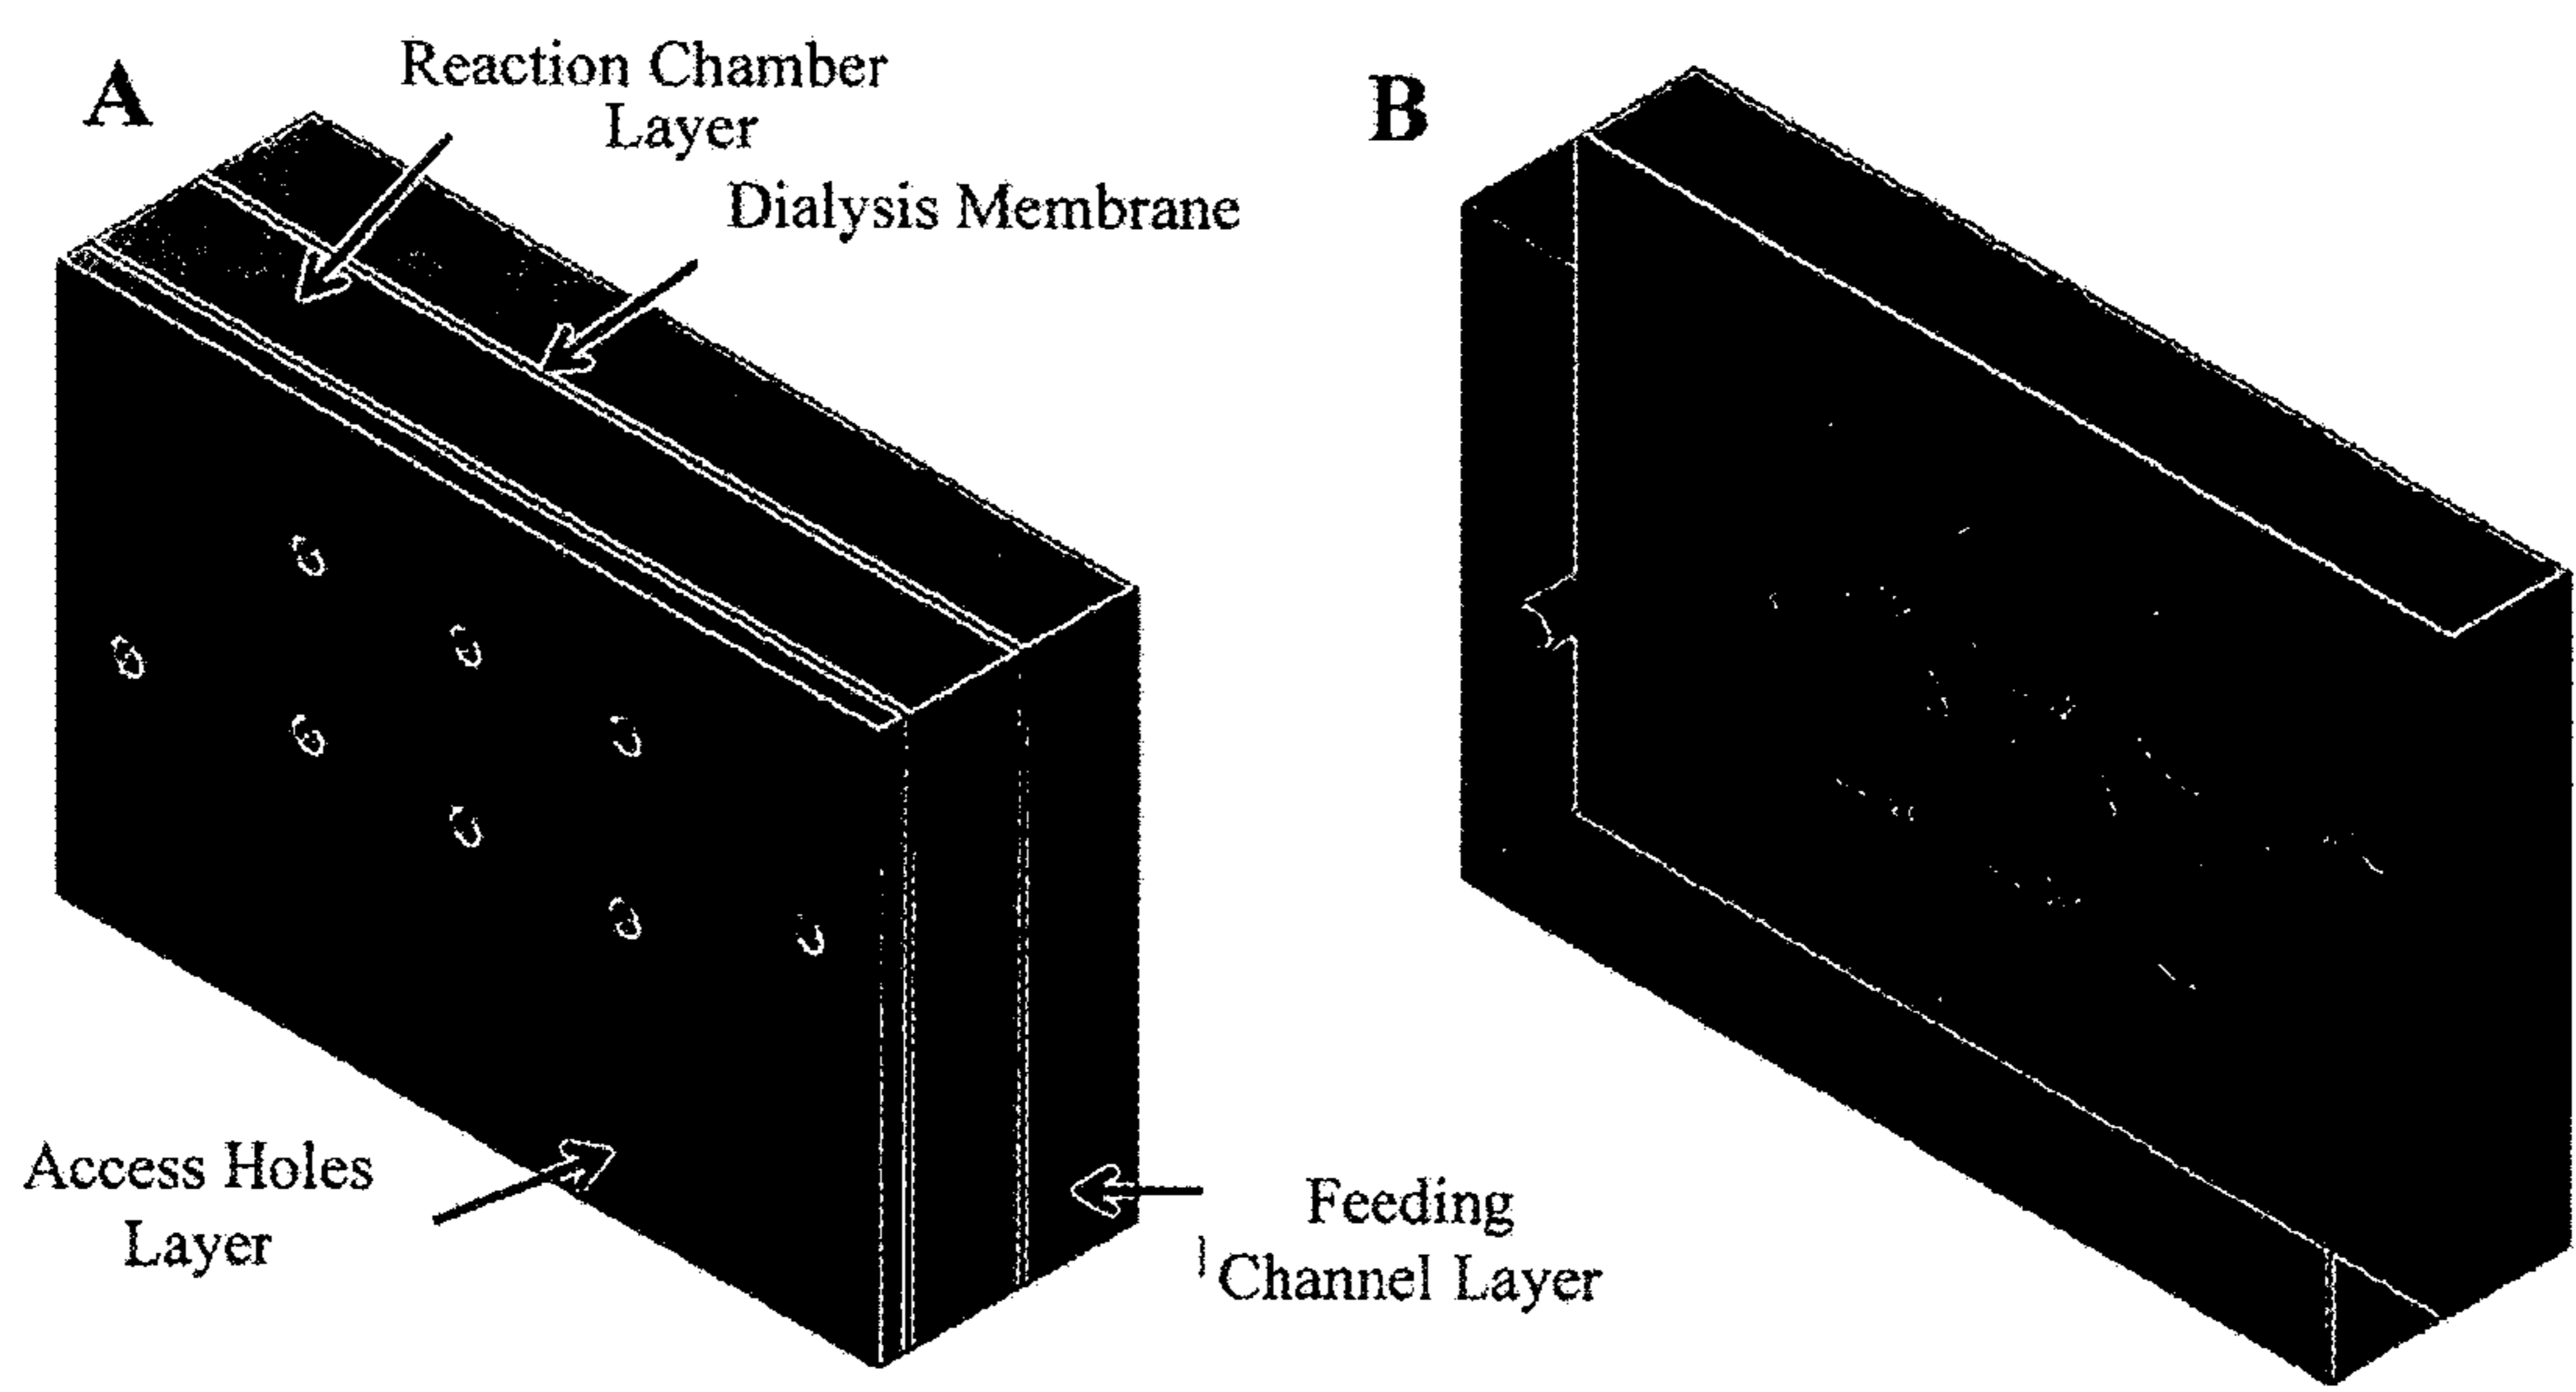 A
Reaction Chamber
Layer
Dialysis Membrane
Access Holes
Layer
Feeding
Channel Layer
B